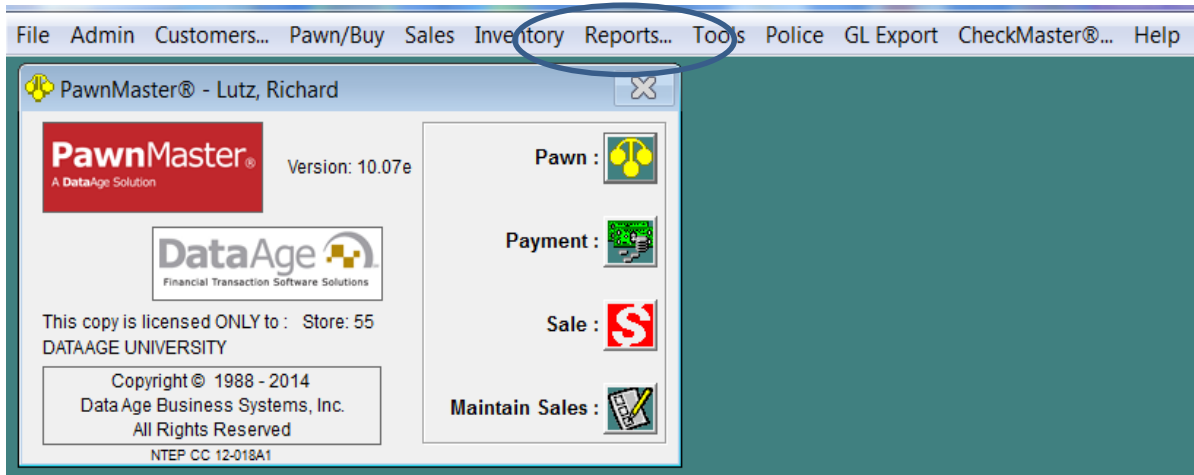 File Admin Customers... Pawn/Buy Sales Inventory Reports... Tools Police GL Export CheckMaster®... Help
PawnMaster® - Lutz, Richard
PawnMaster®
A DataAge Solution
Version: 10.07e
DataAge
Financial Transaction Software Solutions
This copy is licensed ONLY to : Store: 55
DATAAGE UNIVERSITY
Copyright © 1988 - 2014
Data Age Business Systems, Inc.
All Rights Reserved
NTEP CC 12-018A1
Pawn :
Payment :
Sale :
Maintain Sales :